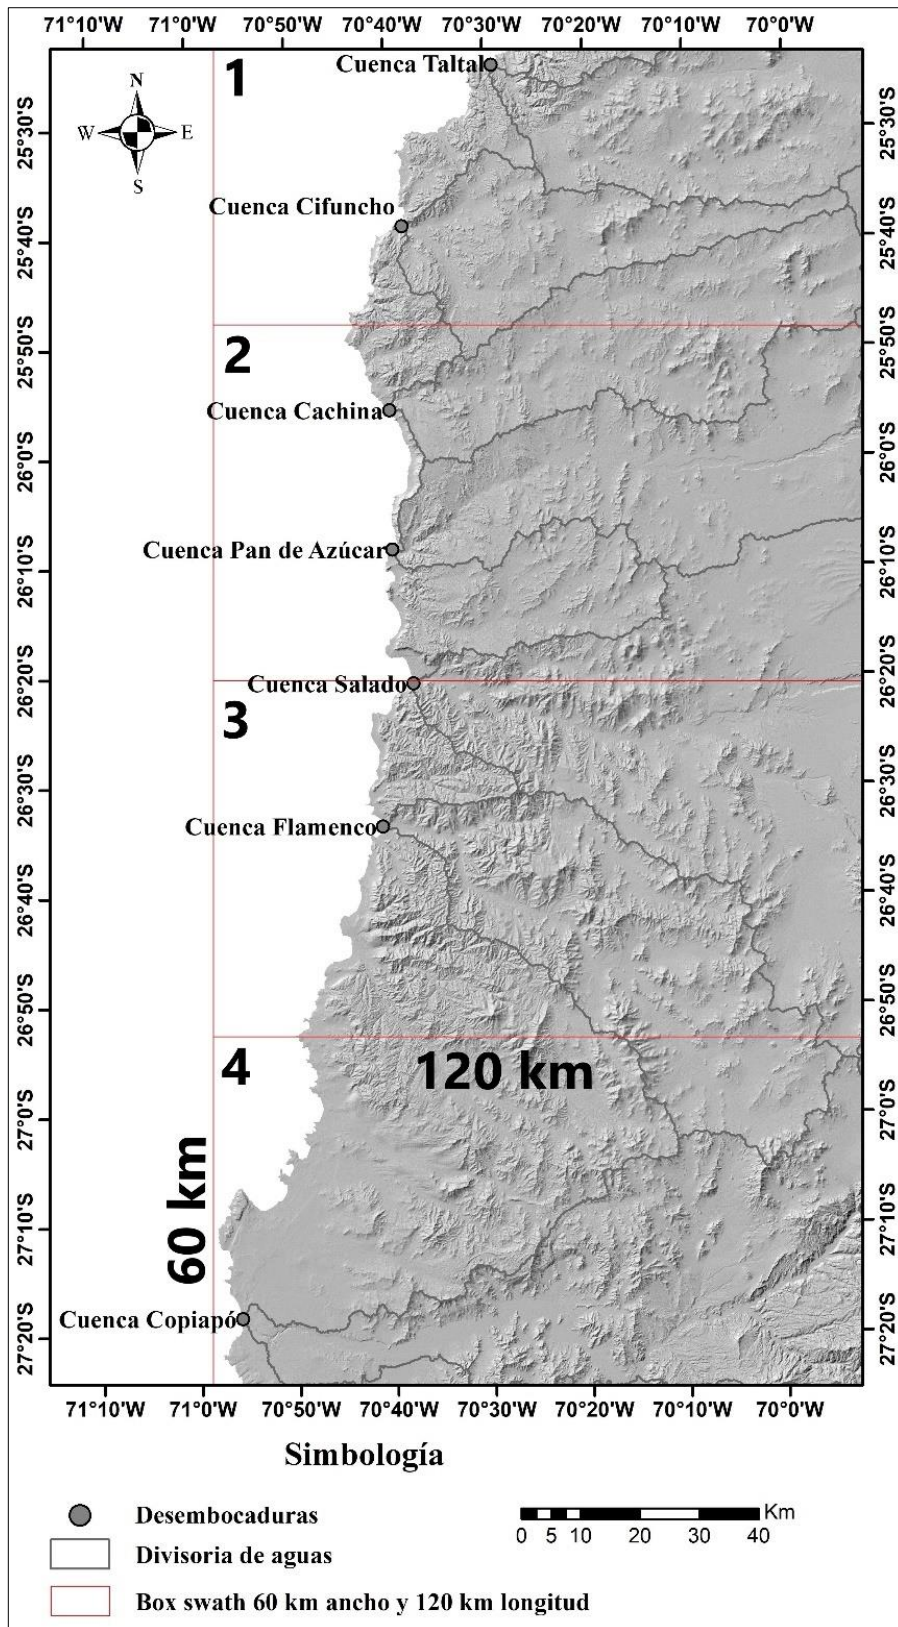 71°10'W 71°0'W 70°50'W 70°40'W 70°30'W 70°20'W 70°10'W 70°0'W
1
Cuenca Taltal
N
W E
S
25°30'S 25°30'S
Cuenca Cifuncho
25°40'S 25°40'S
2
25°50'S 25°50'S
Cuenca Cachina
26°0'S 26°0'S
Cuenca Pan de Azúcar
26°10'S 26°10'S
26°20'S 26°20'S
Cuenca Salado
3
26°30'S 26°30'S
Cuenca Flamenco
26°40'S 26°40'S
26°50'S 26°50'S
4
120 km
27°0'S 27°0'S
60 km
27°10'S 27°10'S
Cuenca Copiapó
27°20'S 27°20'S
71°10'W 71°0'W 70°50'W 70°40'W 70°30'W 70°20'W 70°10'W 70°0'W
Simbología
Desembocaduras
Km
0 5 10 20 30 40
Divisoria de aguas
Box swath 60 km ancho y 120 km longitud